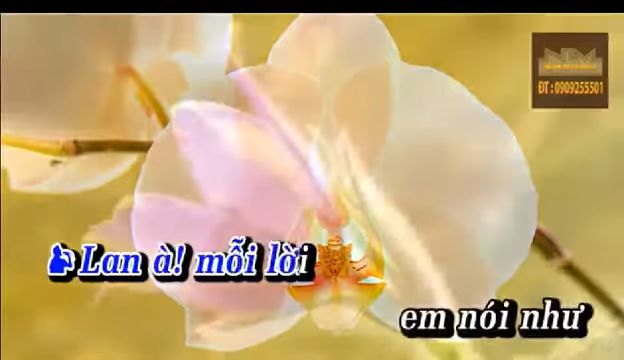 ĐT : 0909255501
Lan à! mỗi lời
em nói như